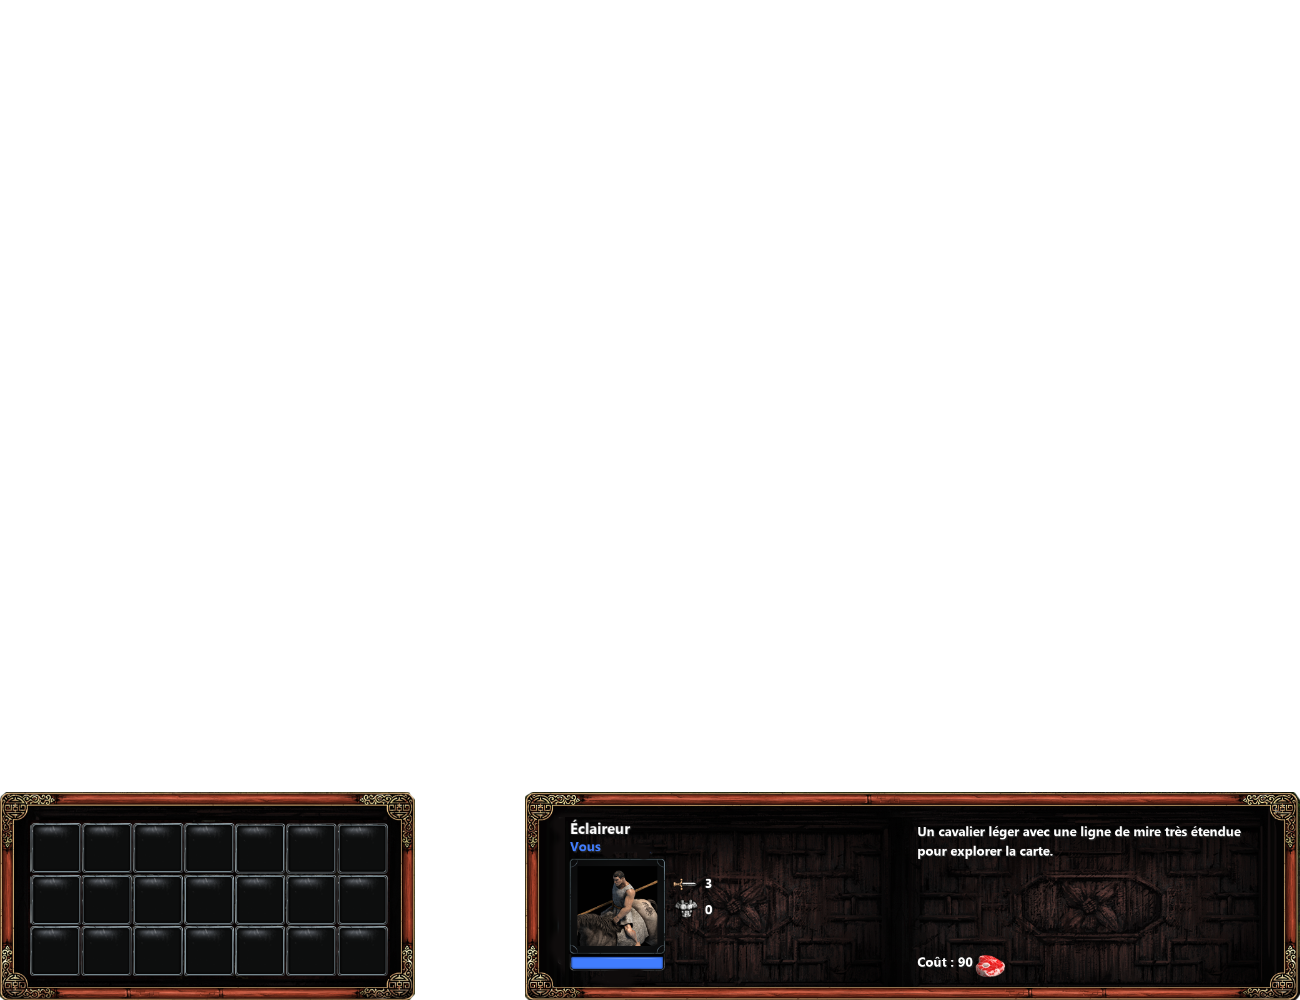 Éclaireur
Vous
3
0
Un cavalier léger avec une ligne de mire très étendue
pour explorer la carte.
Coût : 90